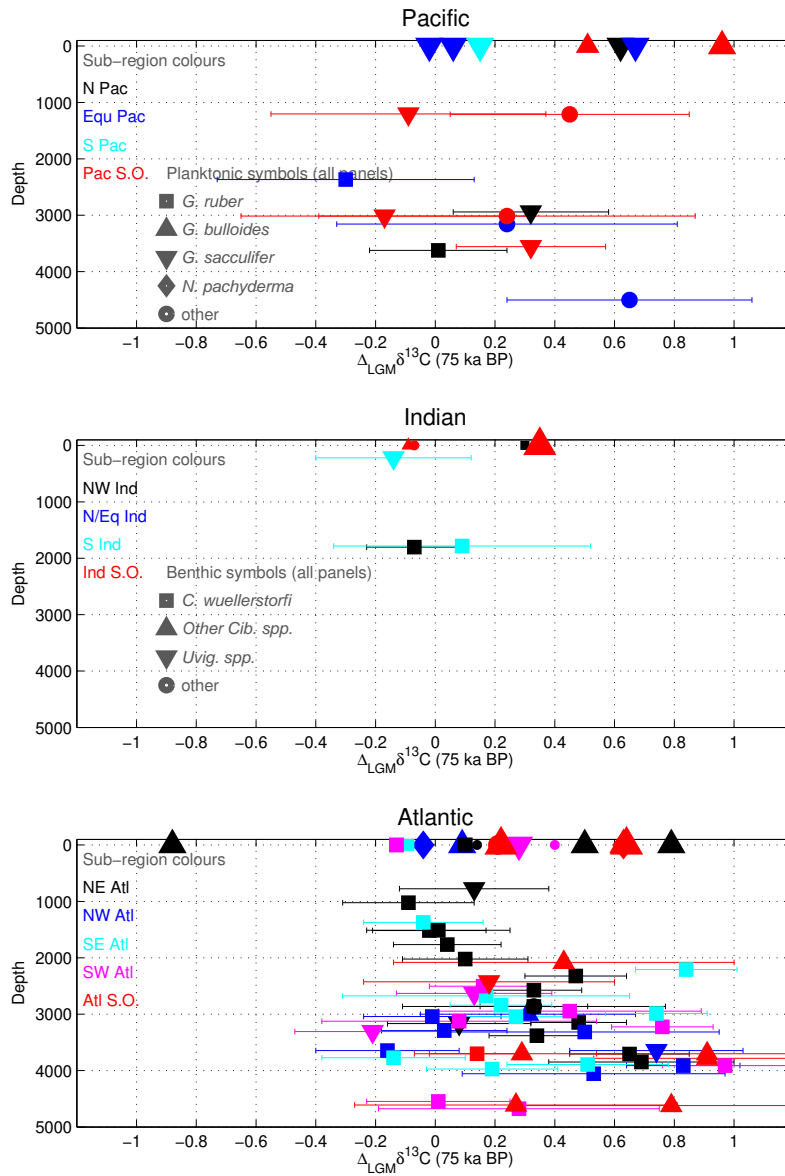 Pacific
0
Sub-region colours
N Pac
1000
Equ Pac
S Pac
2000
Pac S.O. Planktonic symbols (all panels)
G. ruber
3000
G. bulloides
G. sacculifer
4000
N. pachyderma
other
5000
Depth
-1 -0.8 -0.6 -0.4 -0.2 0 0.2 0.4 0.6 0.8 1
Δ_LGM δ¹³C (75 ka BP)
Indian
0
Sub-region colours
NW Ind
1000
N/Eq Ind
S Ind
2000
Ind S.O. Benthic symbols (all panels)
C. wuellerstorfi
3000
Other Cib. spp.
Uvig. spp.
4000
other
5000
Depth
-1 -0.8 -0.6 -0.4 -0.2 0 0.2 0.4 0.6 0.8 1
Δ_LGM δ¹³C (75 ka BP)
Atlantic
0
Sub-region colours
NE Atl
1000
NW Atl
SE Atl
2000
SW Atl
Atl S.O.
3000
4000
5000
Depth
-1 -0.8 -0.6 -0.4 -0.2 0 0.2 0.4 0.6 0.8 1
Δ_LGM δ¹³C (75 ka BP)